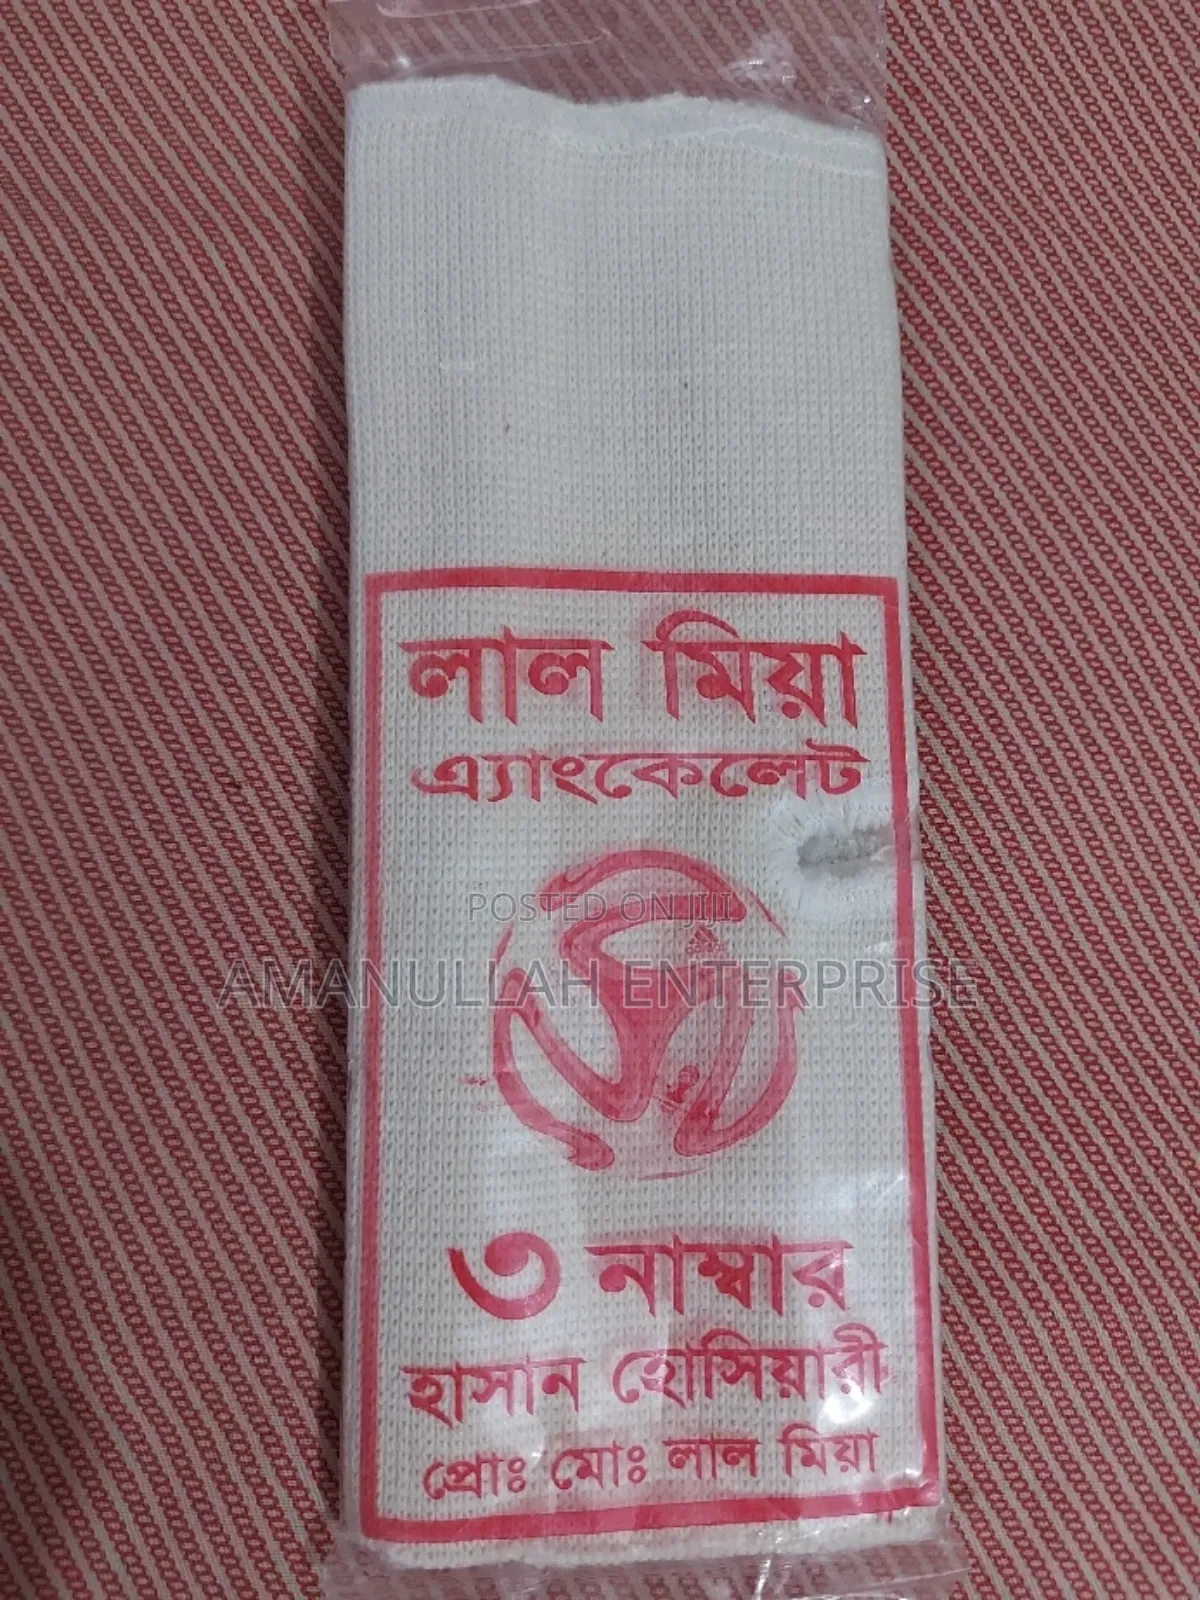 লাল মিয়া
এ্যাংকেলেট
POSTED ON JIJI
AMANULLAH ENTERPRISE
৩ নাম্বার
হাসান হোসিয়ারী
প্রোঃ মোঃ লাল মিয়া